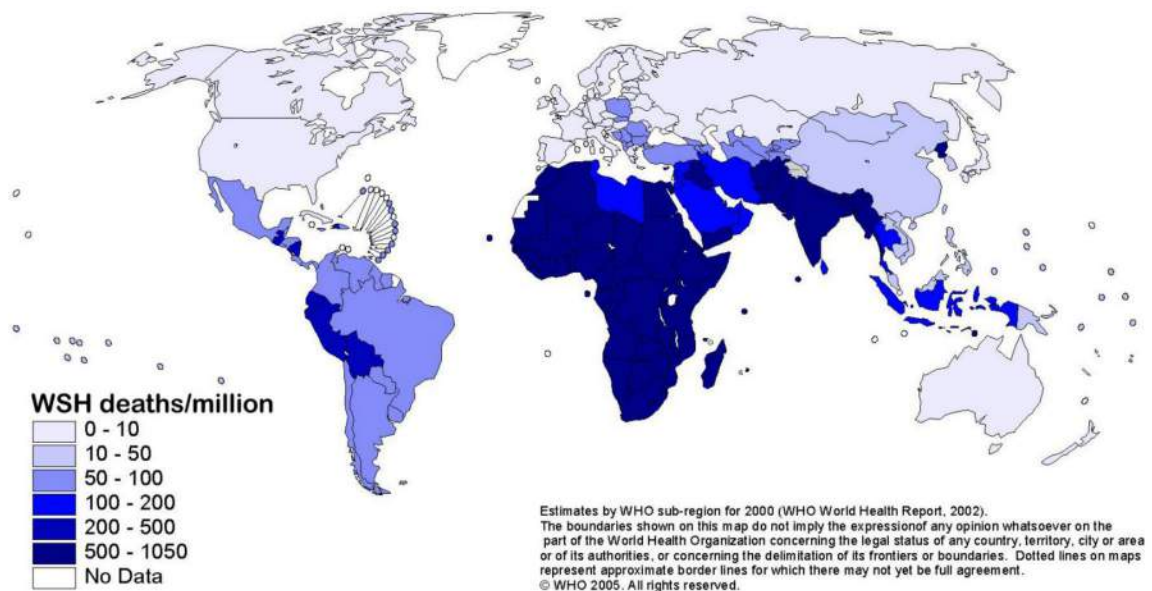 WSH deaths/million
0 - 10
10 - 50
50 - 100
100 - 200
200 - 500
500 - 1050
No Data
Estimates by WHO sub-region for 2000 (WHO World Health Report, 2002).
The boundaries shown on this map do not imply the expressionof any opinion whatsoever on the
part of the World Health Organization concerning the legal status of any country, territory, city or area
or of its authorities, or concerning the delimitation of its frontiers or boundaries. Dotted lines on maps
represent approximate border lines for which there may not yet be full agreement.
© WHO 2005. All rights reserved.